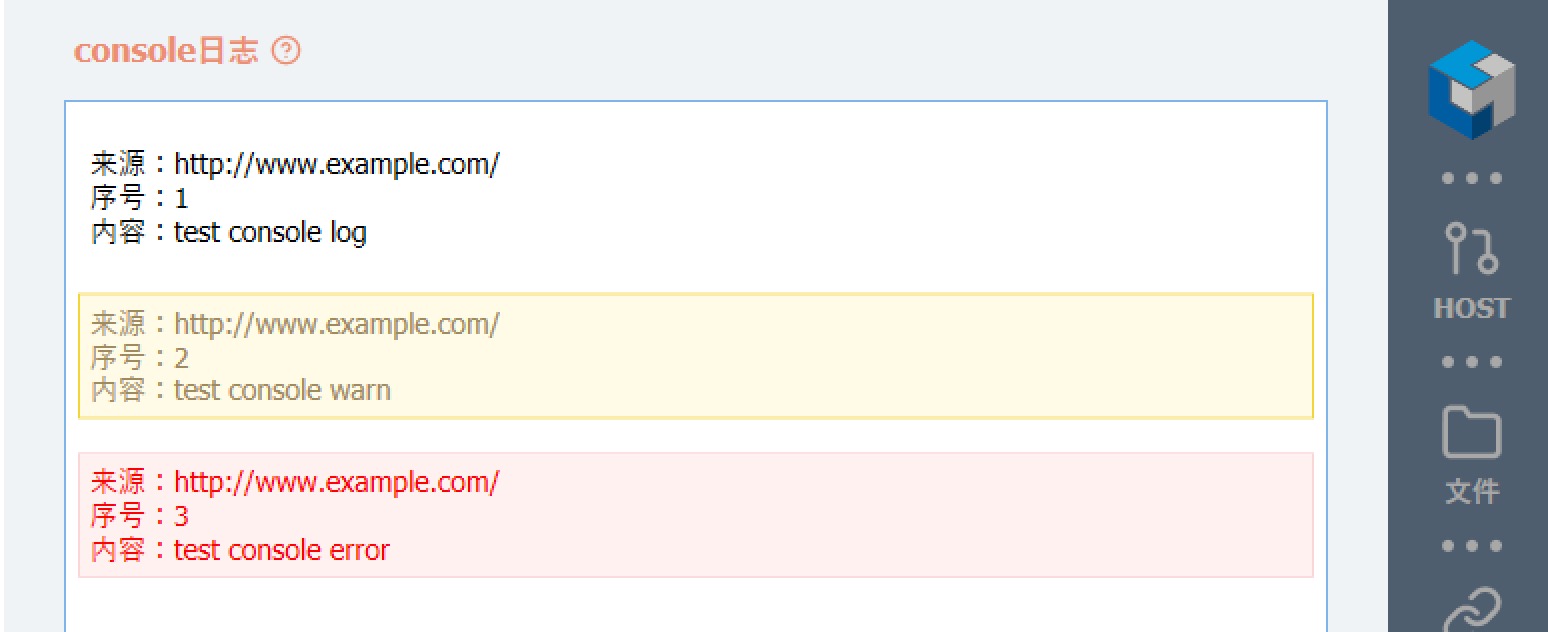 console日志
来源：http://www.example.com/
序号：1
内容：test console log
来源：http://www.example.com/
序号：2
内容：test console warn
来源：http://www.example.com/
序号：3
内容：test console error
HOST
文件